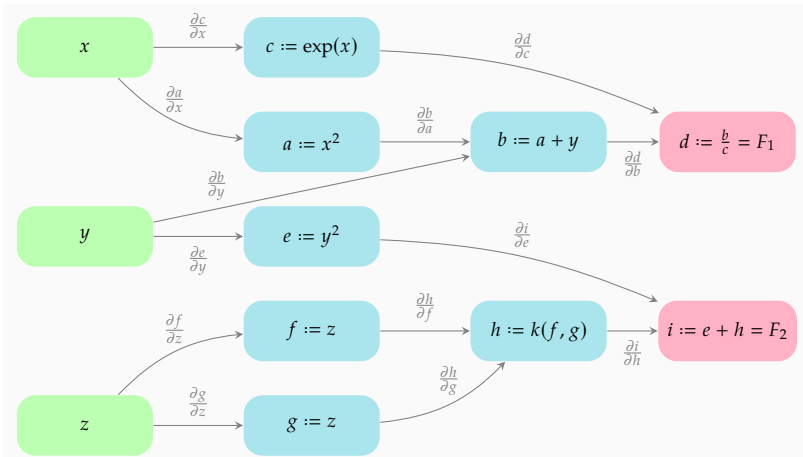 x
∂c/∂x
c := exp(x)
∂d/∂c
∂a/∂x
a := x²
∂b/∂a
b := a + y
∂d/∂b
d := b/c = F₁
∂b/∂y
y
∂e/∂y
e := y²
∂i/∂e
∂f/∂z
f := z
∂h/∂f
h := k(f, g)
∂i/∂h
i := e + h = F₂
z
∂g/∂z
g := z
∂h/∂g